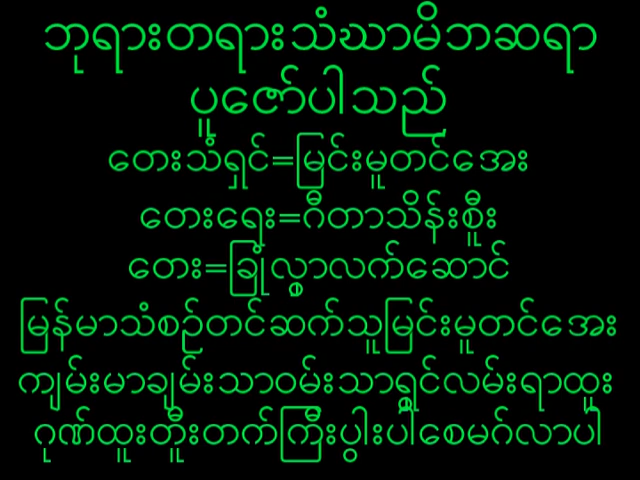 ဘုရားတရားသံဃာမိဘဆရာ
ပူဇော်ပါသည်
တေးသံရှင်=မြင်းမူတင်အေး
တေးရေး=ဂီတာသိန်းစိူး
တေး=ခြုံလွှာလက်ဆောင်
မြန်မာသံစဉ်တင်ဆက်သူမြင်းမူတင်အေး
ကျမ်းမာချမ်းသာဝမ်းသာရွှင်လမ်းရာထူး
ဂုဏ်ထူးတိူးတက်ကြီးပွါးပါစေမင်္ဂလာပါ